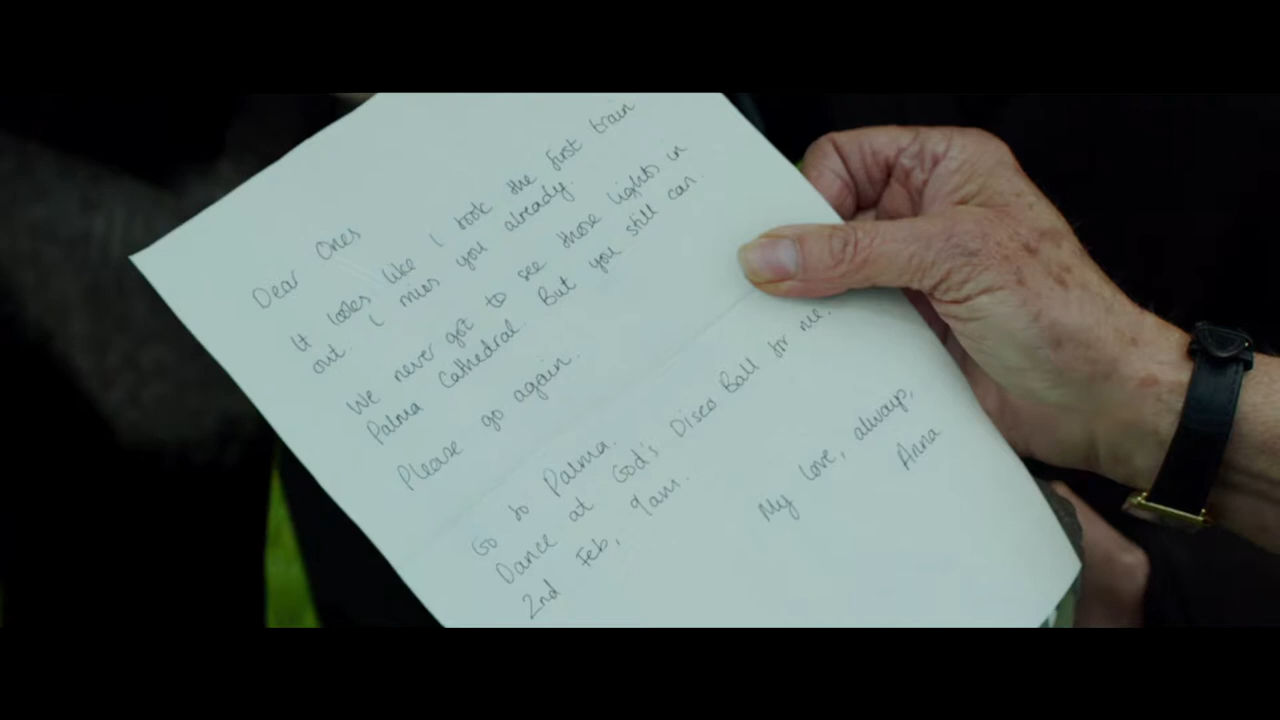 Dear Ones
It looks like I took the first train
out. I miss you already.
We never got to see those lights in
Palma Cathedral. But you still can.
Please go again.
Go to Palma.
Dance at God's Disco Ball for me.
2nd Feb, 9am.
My love, always,
Anna